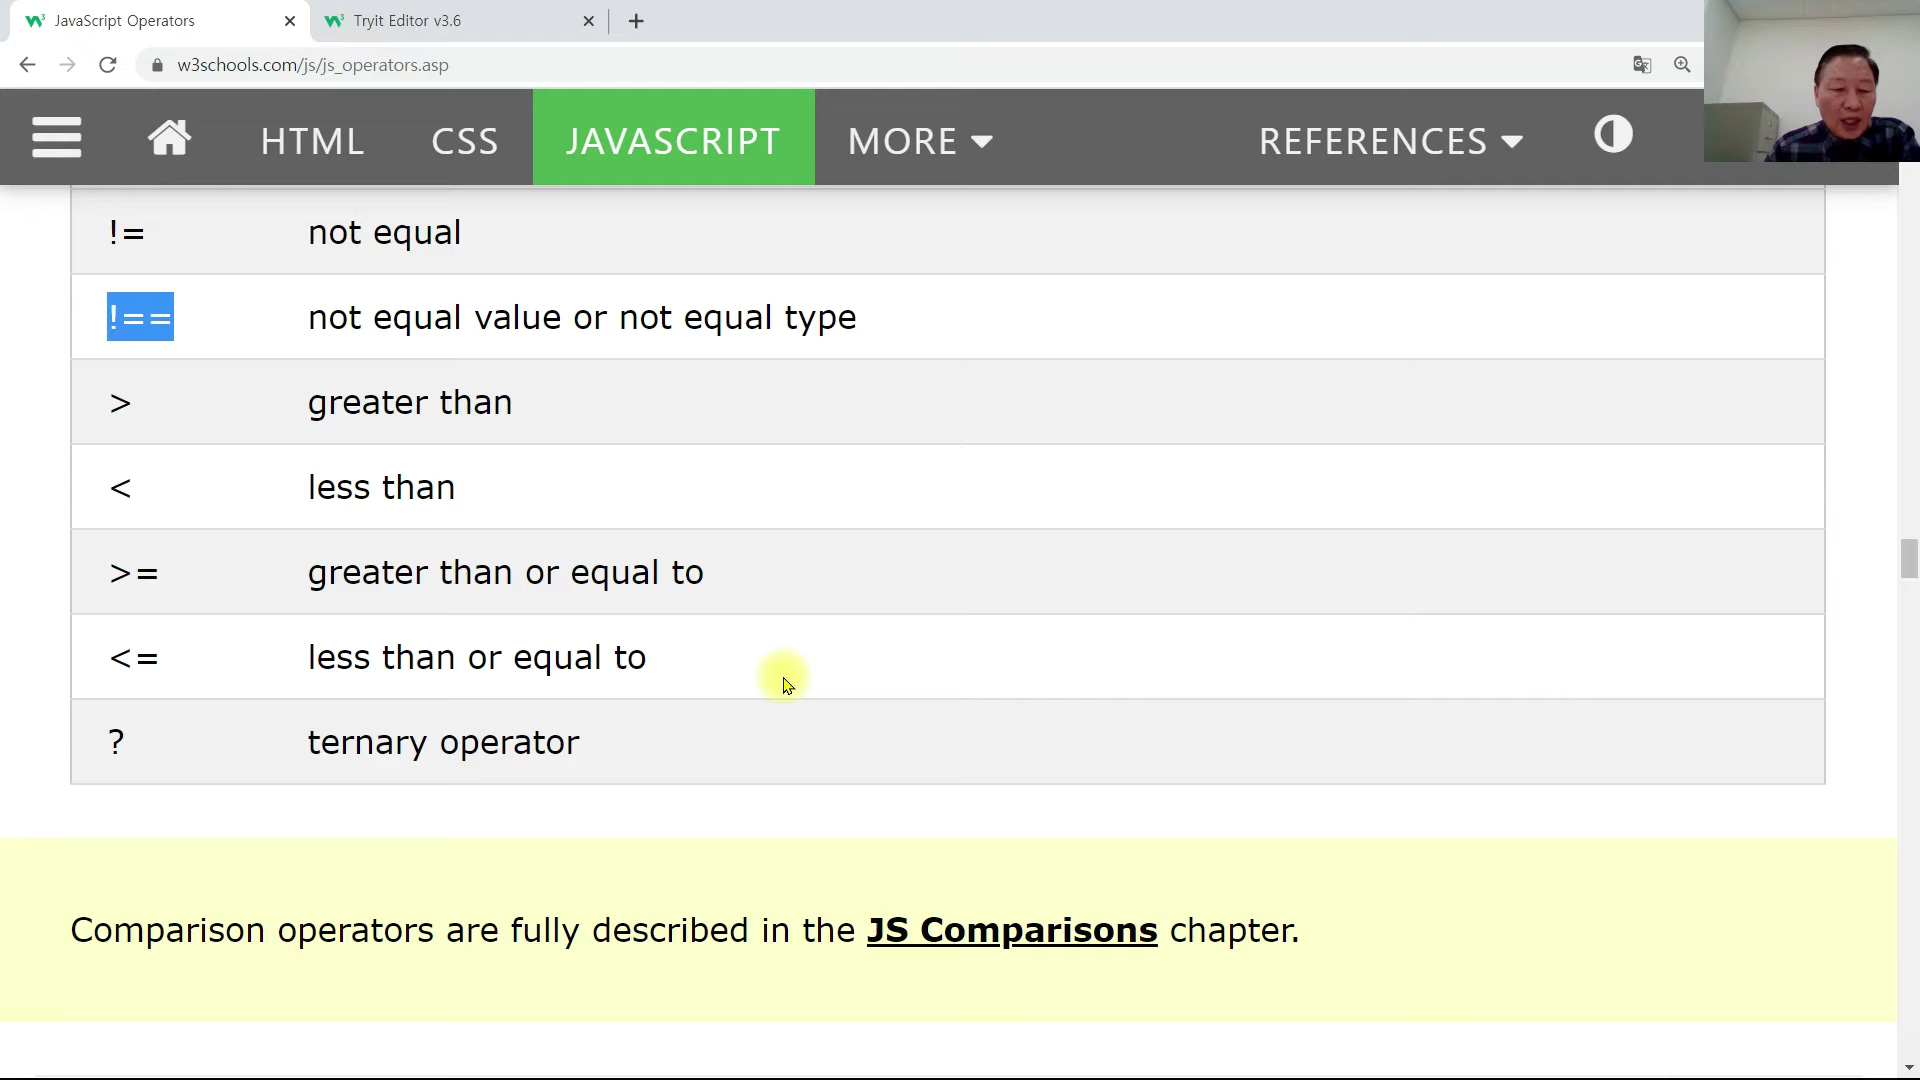 JavaScript Operators
Tryit Editor v3.6
w3schools.com/js/js_operators.asp
HTML CSS JAVASCRIPT MORE REFERENCES
!= not equal
!== not equal value or not equal type
> greater than
< less than
>= greater than or equal to
<= less than or equal to
? ternary operator
Comparison operators are fully described in the JS Comparisons chapter.